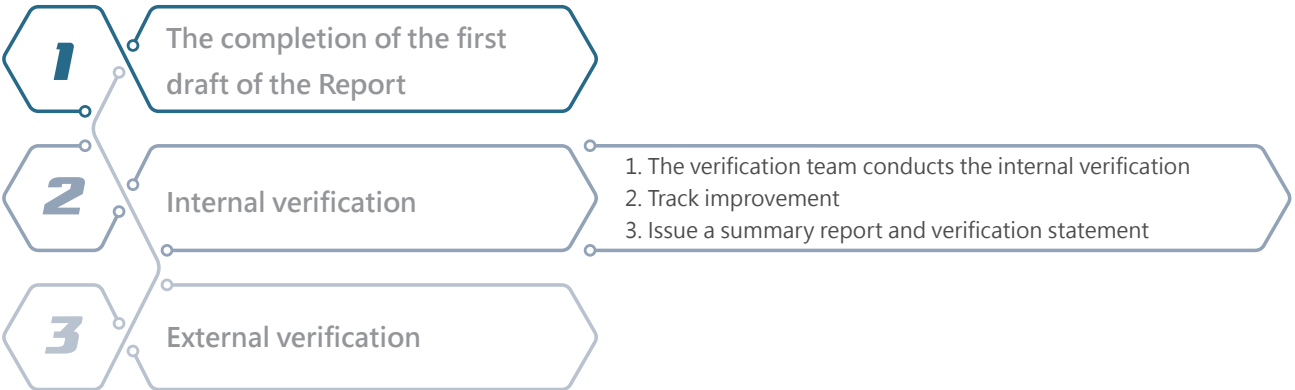 1
The completion of the first
draft of the Report
2
Internal verification
1. The verification team conducts the internal verification
2. Track improvement
3. Issue a summary report and verification statement
3
External verification